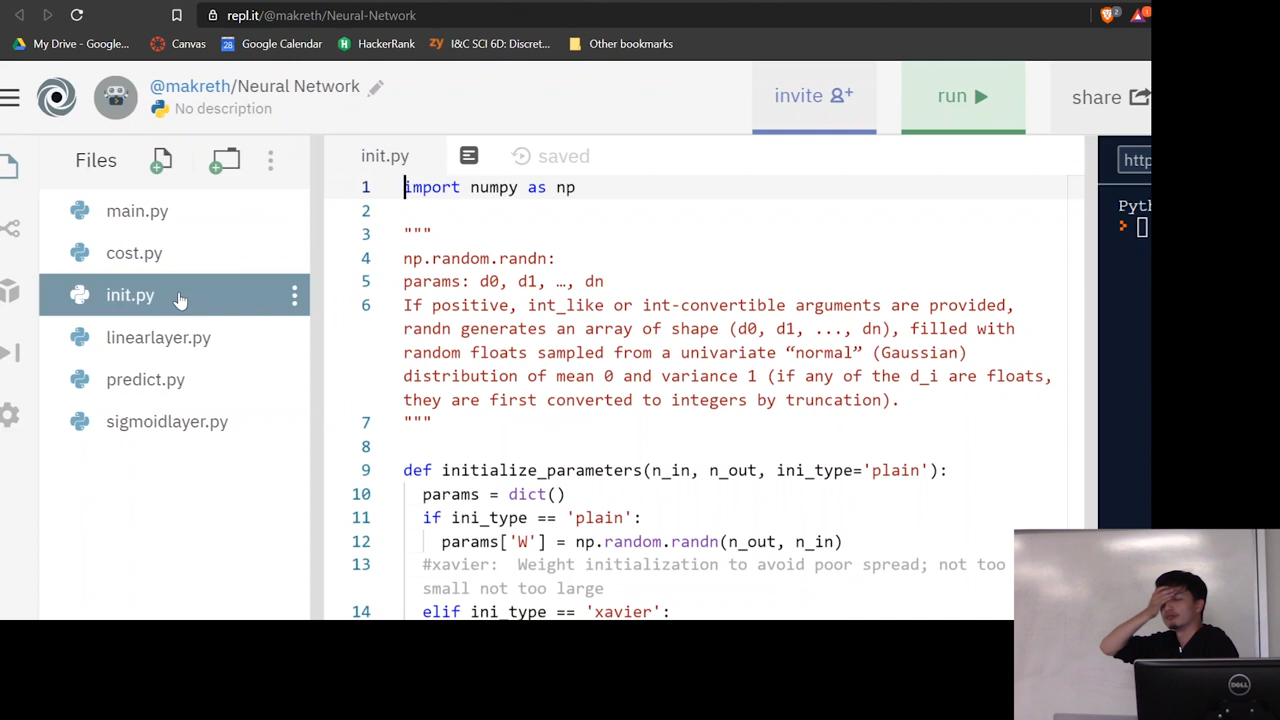 repl.it/@makreth/Neural-Network
2
1
My Drive - Google...
Canvas
28
Google Calendar
HackerRank
zy
I&C SCI 6D: Discret...
Other bookmarks
@makreth/Neural Network
No description
invite
run
share
Files
init.py
saved
http
main.py
cost.py
init.py
linearlayer.py
predict.py
sigmoidlayer.py
1 import numpy as np
2
3 """
4 np.random.randn:
5 params: d0, d1, …, dn
6 If positive, int_like or int-convertible arguments are provided,
randn generates an array of shape (d0, d1, ..., dn), filled with
random floats sampled from a univariate “normal” (Gaussian)
distribution of mean 0 and variance 1 (if any of the d_i are floats,
they are first converted to integers by truncation).
7 """
8
9 def initialize_parameters(n_in, n_out, ini_type='plain'):
10 params = dict()
11 if ini_type == 'plain':
12 params['W'] = np.random.randn(n_out, n_in)
13 #xavier: Weight initialization to avoid poor spread; not too
small not too large
14 elif ini_type == 'xavier':
Pyth
DELL